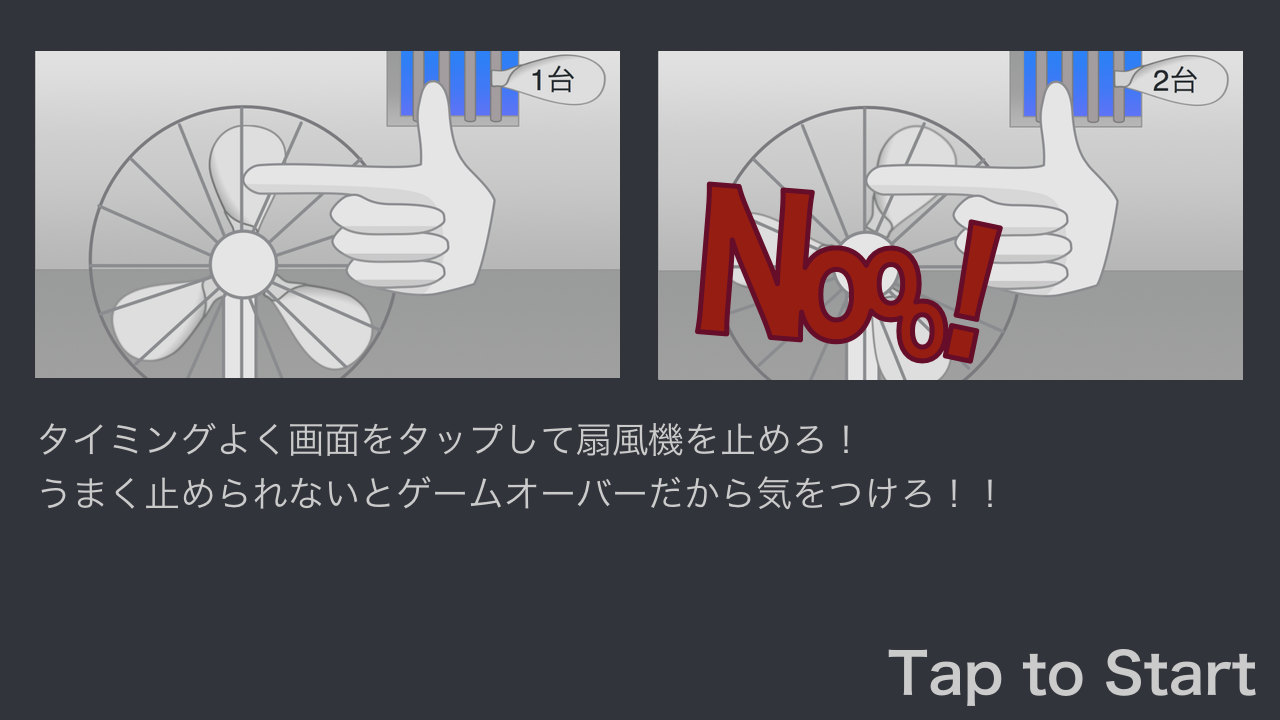 1台
2台
Nooo!
タイミングよく画面をタップして扇風機を止めろ！
うまく止められないとゲームオーバーだから気をつけろ！！
Tap to Start